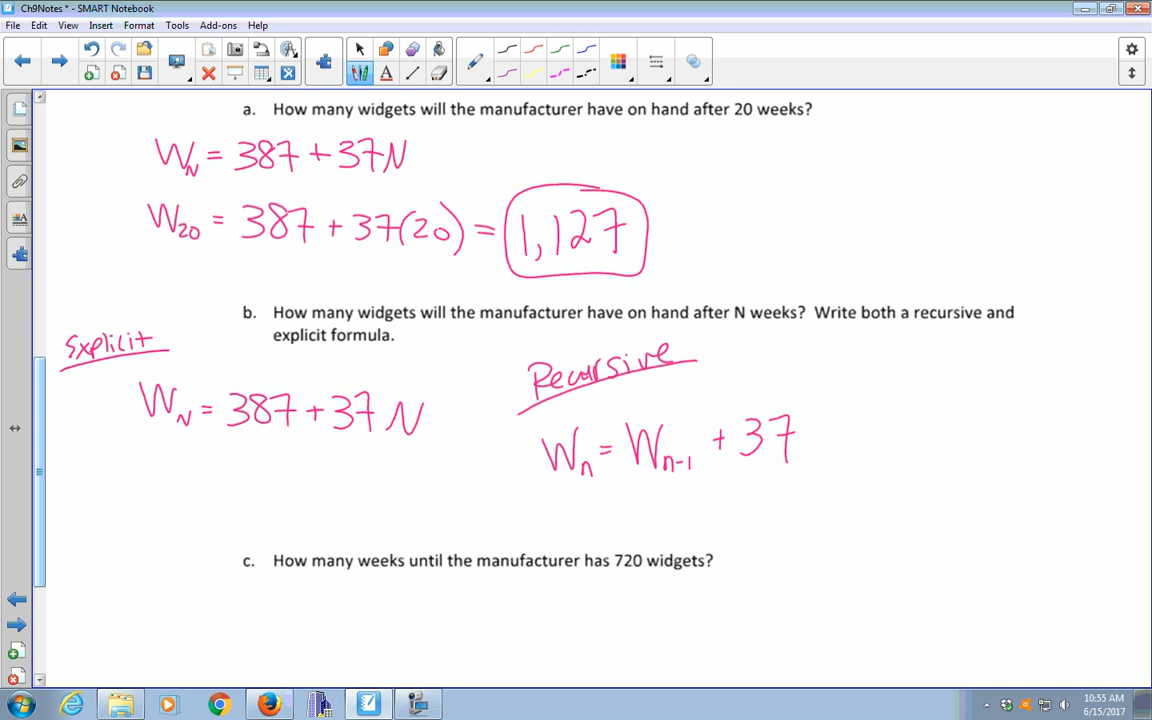 Ch9Notes * - SMART Notebook
File Edit View Insert Format Tools Add-ons Help
a. How many widgets will the manufacturer have on hand after 20 weeks?
W_N = 387 + 37N
W_20 = 387 + 37(20) = 1,127
b. How many widgets will the manufacturer have on hand after N weeks? Write both a recursive and
explicit formula.
Explicit
Recursive
W_N = 387 + 37 N
W_n = W_n-1 + 37
c. How many weeks until the manufacturer has 720 widgets?
10:55 AM
6/15/2017